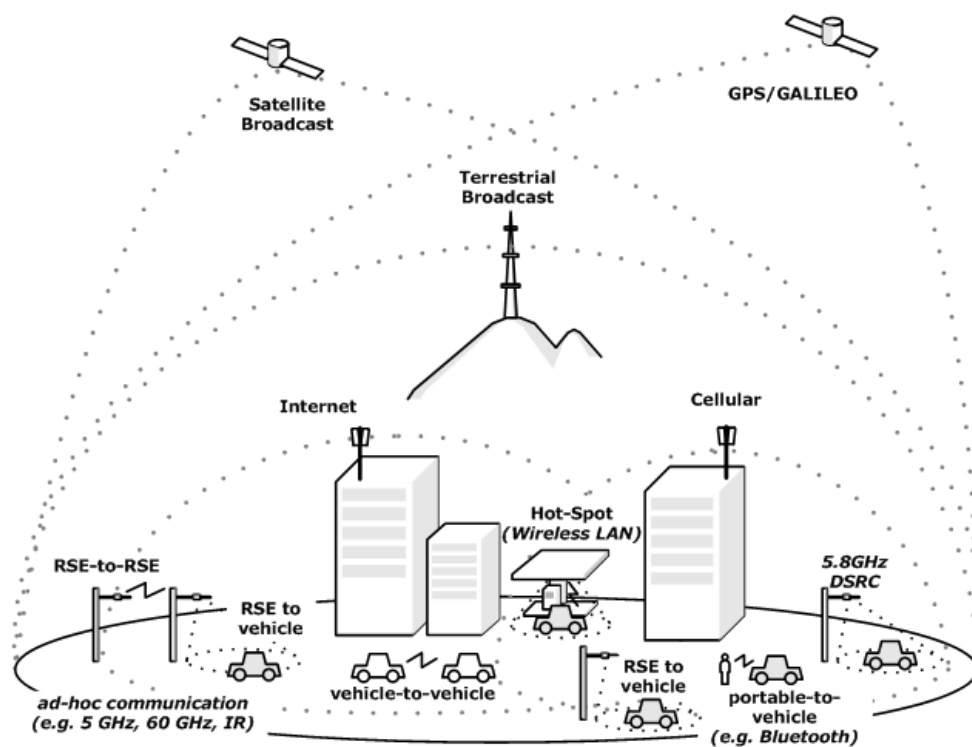 Satellite
Broadcast
GPS/GALILEO
Terrestrial
Broadcast
Internet
Cellular
Hot-Spot
(Wireless LAN)
RSE-to-RSE
5.8GHz
DSRC
RSE to
vehicle
vehicle-to-vehicle
RSE to
vehicle
portable-to-
vehicle
(e.g. Bluetooth)
ad-hoc communication
(e.g. 5 GHz, 60 GHz, IR)